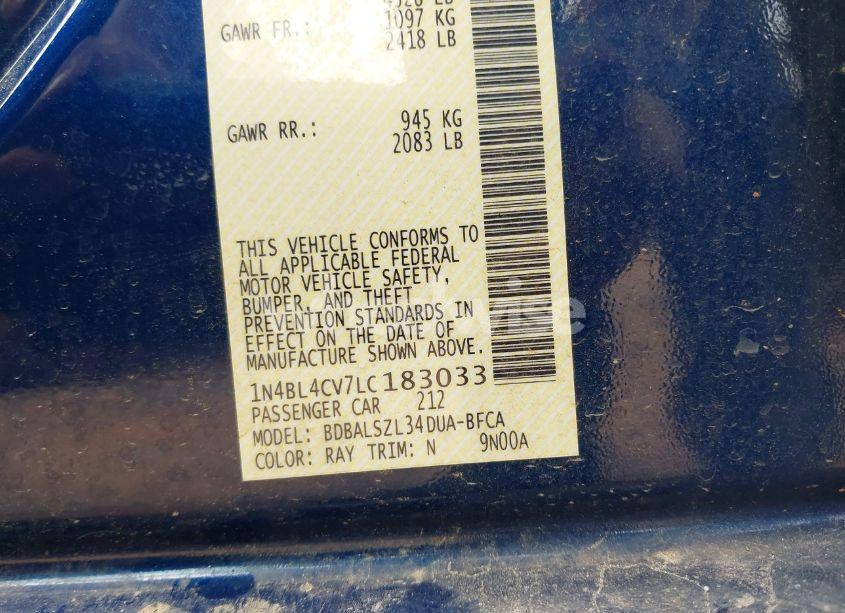 GAWR FR.: 1097 KG
2418 LB
GAWR RR.: 945 KG
2083 LB
THIS VEHICLE CONFORMS TO
ALL APPLICABLE FEDERAL
MOTOR VEHICLE SAFETY,
BUMPER, AND THEFT
PREVENTION STANDARDS IN
EFFECT ON THE DATE OF
MANUFACTURE SHOWN ABOVE.
1N4BL4CV7LC183033
PASSENGER CAR 212
MODEL: BDBALSZL34DUA-BFCA
COLOR: RAY TRIM: N 9N00A